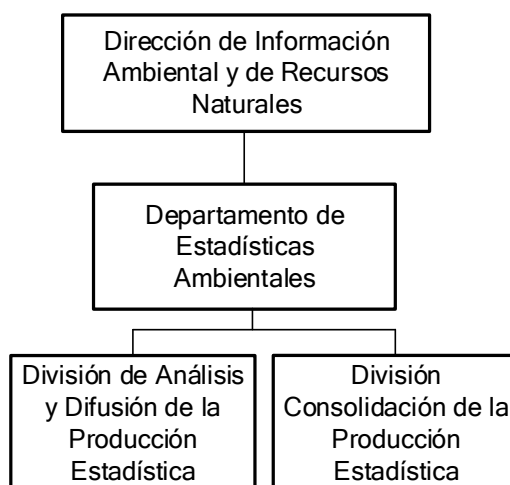 Dirección de Información
Ambiental y de Recursos
Naturales
Departamento de
Estadísticas
Ambientales
División de Análisis
y Difusión de la
Producción
Estadística
División
Consolidación de la
Producción
Estadística